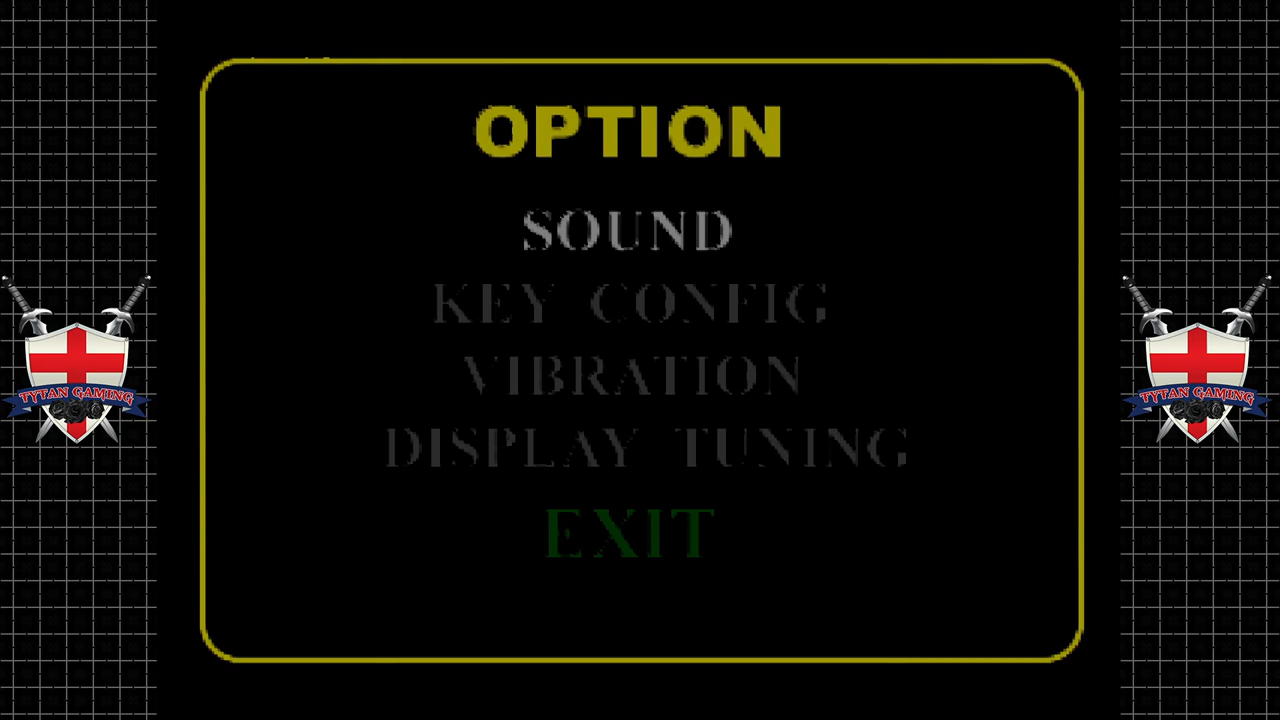 OPTION
SOUND
KEY CONFIG
VIBRATION
DISPLAY TUNING
EXIT
TYTAN GAMING
TYTAN GAMING